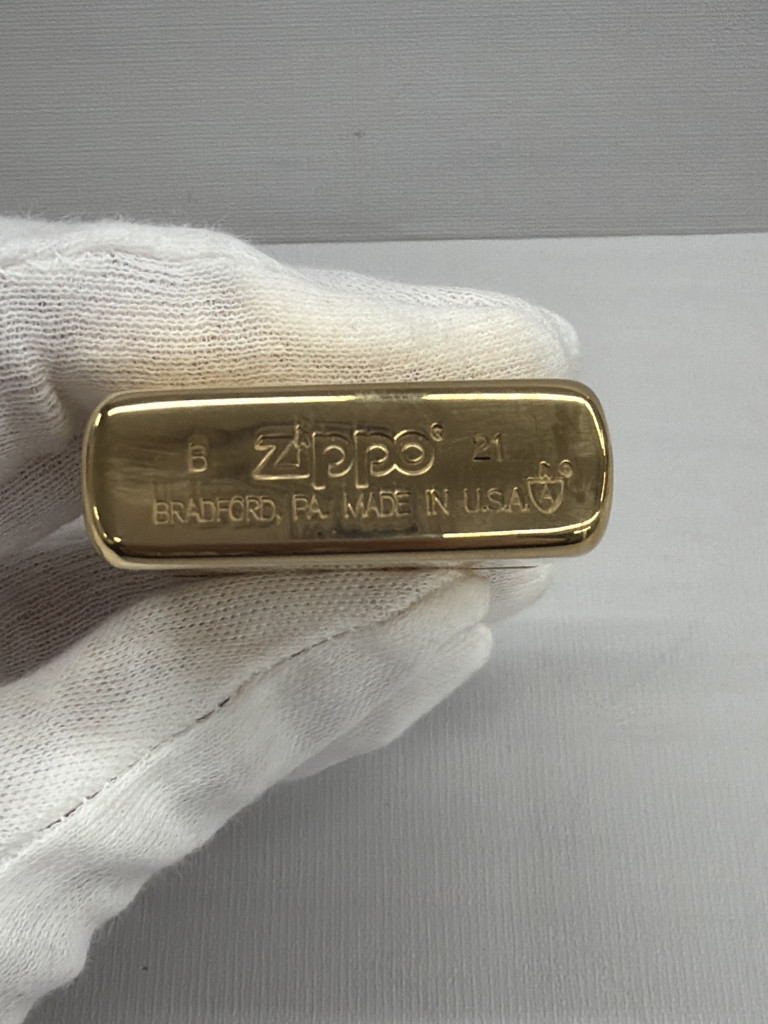 B Zippo® 21
BRADFORD, PA. MADE IN U.S.A. A